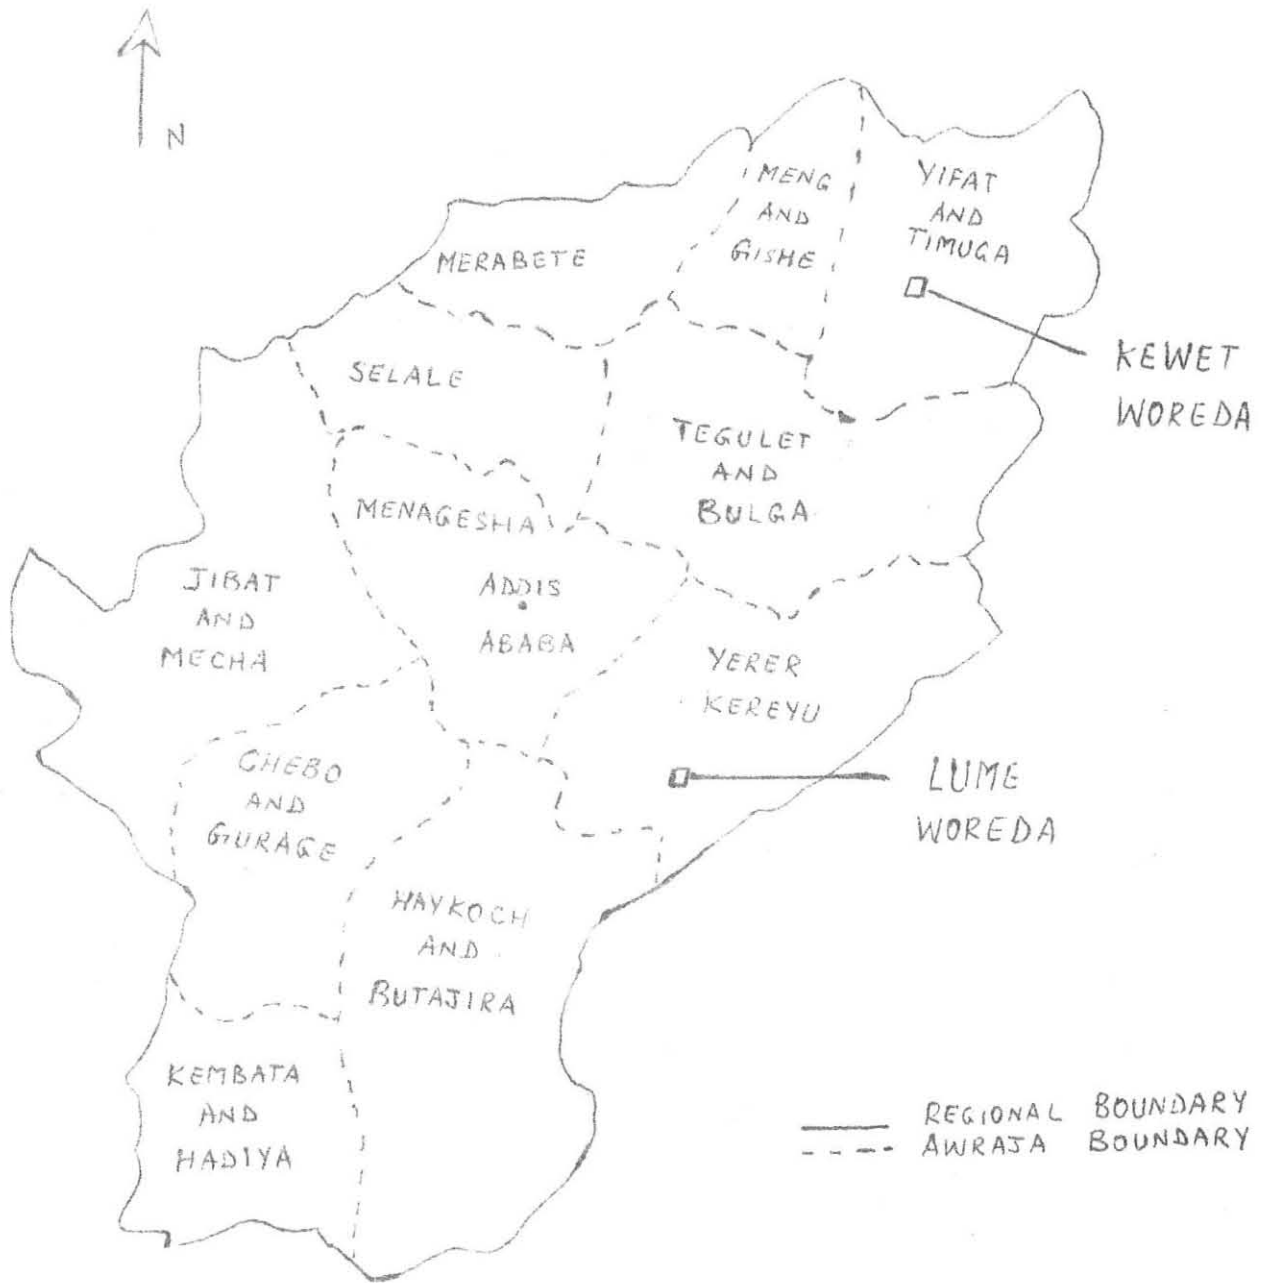 N
MENG
AND
GISHE
YIFAT
AND
TIMUGA
MERABETE
KEWET
WOREDA
SELALE
TEGULET
AND
BULGA
MENAGESHA
ADDIS
ABABA
JIBAT
AND
MECHA
YERER
KEREYU
CHEBO
AND
GURAGE
LUME
WOREDA
HAYKOCH
AND
BUTAJIRA
KEMBATA
AND
HADIYA
REGIONAL BOUNDARY
AWRAJA BOUNDARY